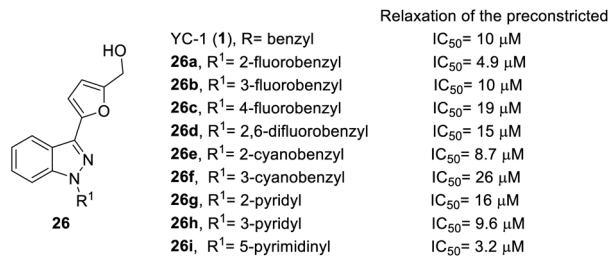 Relaxation of the preconstricted
YC-1 (1), R= benzyl IC50= 10 μM
26a, R1 = 2-fluorobenzyl IC50= 4.9 μM
26b, R1 = 3-fluorobenzyl IC50= 10 μM
26c, R1 = 4-fluorobenzyl IC50= 19 μM
26d, R1 = 2,6-difluorobenzyl IC50= 15 μM
26e, R1 = 2-cyanobenzyl IC50= 8.7 μM
26f, R1 = 3-cyanobenzyl IC50= 26 μM
26g, R1 = 2-pyridyl IC50= 16 μM
26h, R1 = 3-pyridyl IC50= 9.6 μM
26i, R1= 5-pyrimidinyl IC50= 3.2 μM
HO
O
N
N
R1
26